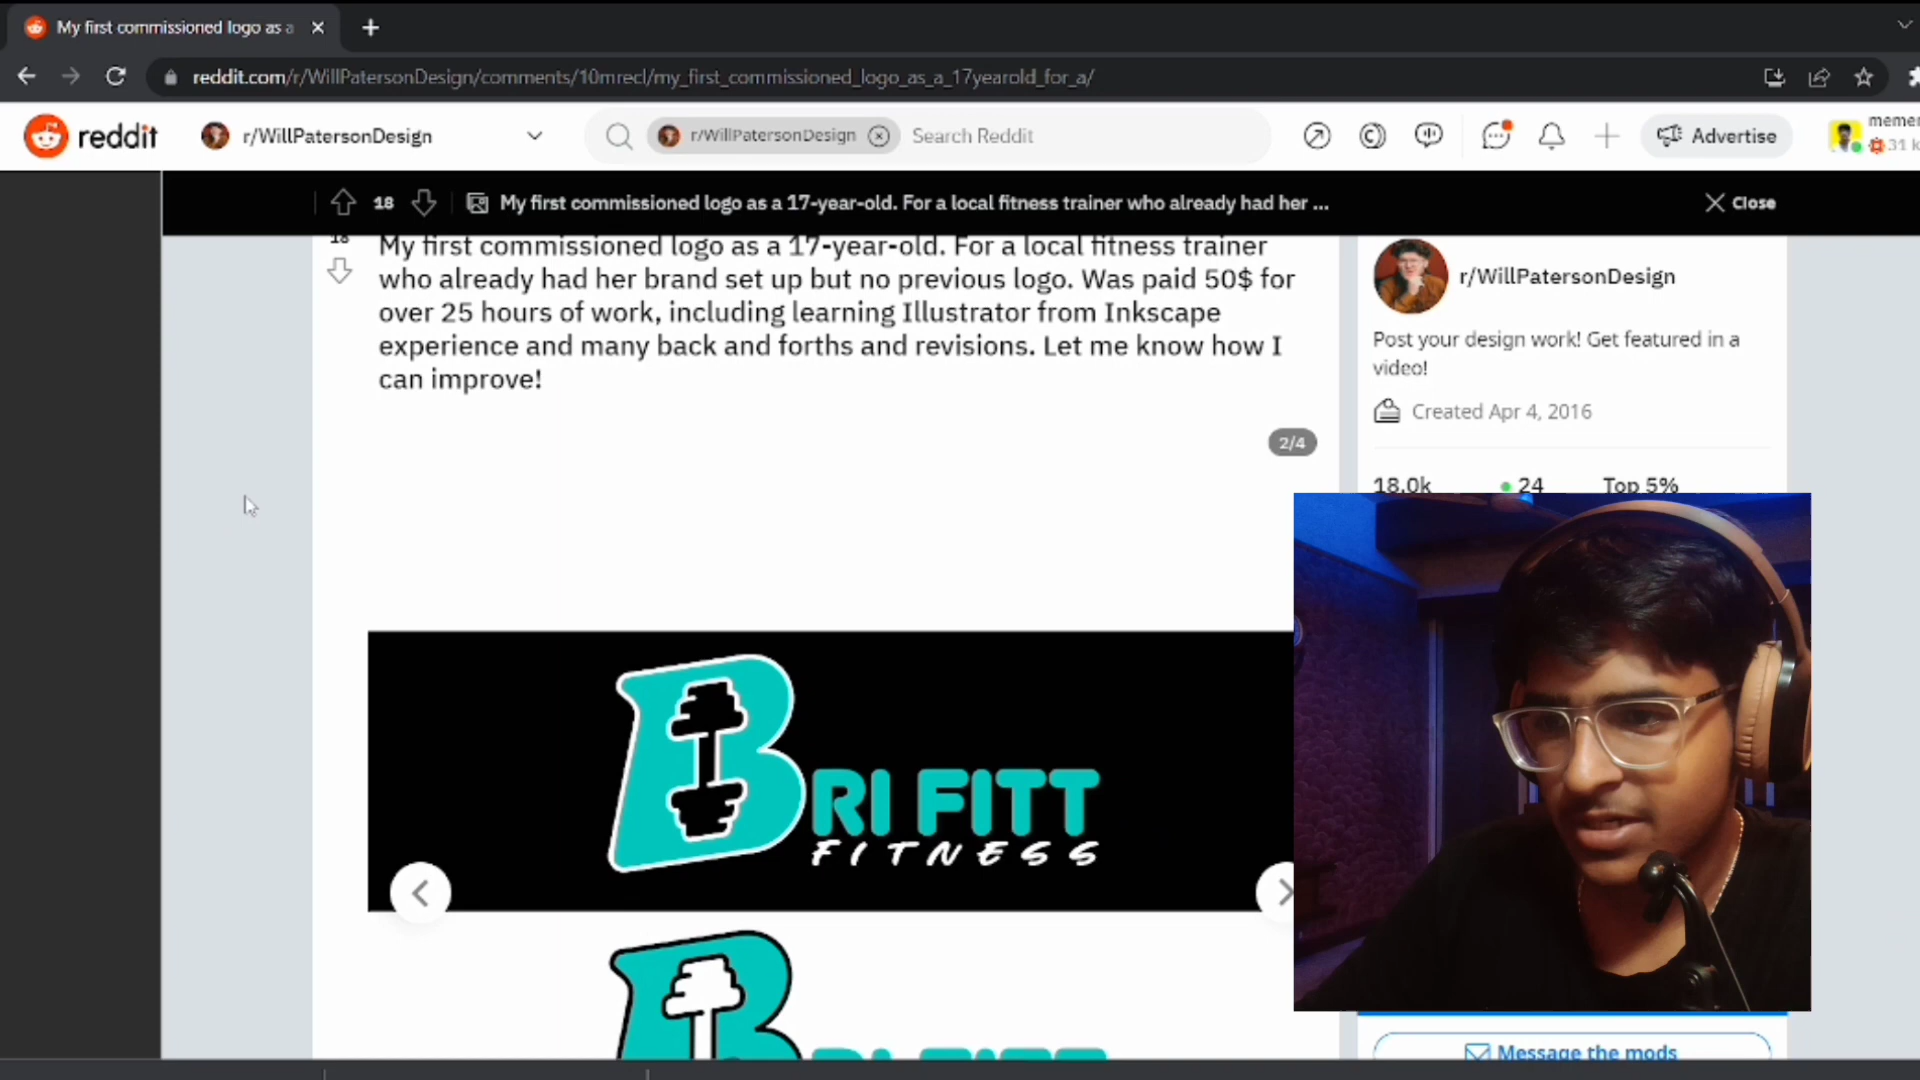 My first commissioned logo as a
reddit.com/r/WillPatersonDesign/comments/10mrecl/my_first_commissioned_logo_as_a_17yearold_for_a/
reddit r/WillPatersonDesign r/WillPatersonDesign Search Reddit Advertise memer
31 k
18 My first commissioned logo as a 17-year-old. For a local fitness trainer who already had her ... Close
18 My first commissioned logo as a 17-year-old. For a local fitness trainer
who already had her brand set up but no previous logo. Was paid 50$ for
over 25 hours of work, including learning Illustrator from Inkscape
experience and many back and forths and revisions. Let me know how I
can improve!
2/4
r/WillPatersonDesign
Post your design work! Get featured in a
video!
Created Apr 4, 2016
18.0k 24 Top 5%
BRI FITT
FITNESS
BRI FITT
Message the mods